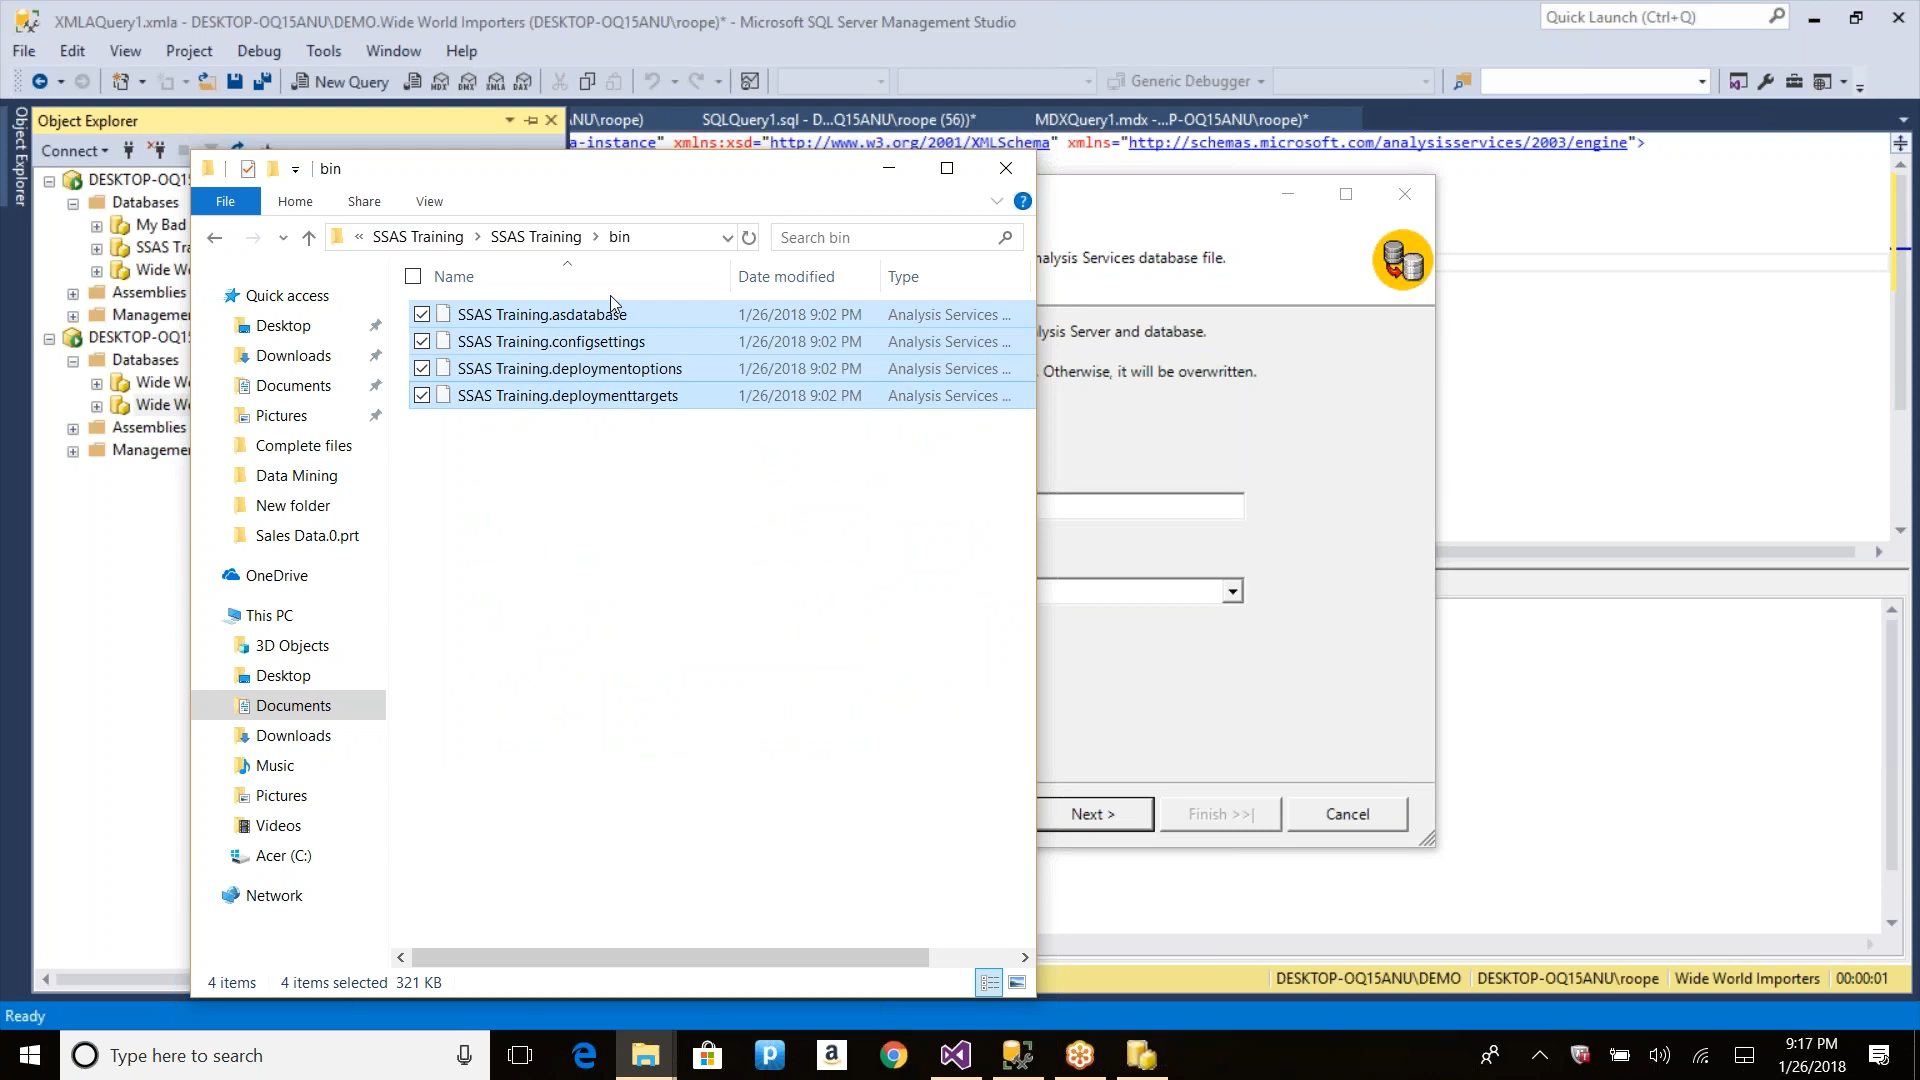 XMLAQuery1.xmla - DESKTOP-OQ15ANU\DEMO.Wide World Importers (DESKTOP-OQ15ANU\roope)* - Microsoft SQL Server Management Studio
Quick Launch (Ctrl+Q)
File Edit View Project Debug Tools Window Help
New Query
MDX DMX XMLA DAX
Generic Debugger
Object Explorer
Object Explorer
NU\roope)
SQLQuery1.sql - D...Q15ANU\roope (56))*
MDXQuery1.mdx -...P-OQ15ANU\roope)*
Connect
a-instance" xmlns:xsd="http://www.w3.org/2001/XMLSchema" xmlns="http://schemas.microsoft.com/analysisservices/2003/engine">
DESKTOP-OQ15
Databases
My Bad
SSAS Tra
Wide Wo
Assemblies
Managemen
DESKTOP-OQ15
Databases
Wide Wo
Wide Wo
Assemblies
Managemen
bin
File Home Share View
« SSAS Training > SSAS Training > bin
Search bin
Name Date modified Type
SSAS Training.asdatabase 1/26/2018 9:02 PM Analysis Services ...
SSAS Training.configsettings 1/26/2018 9:02 PM Analysis Services ...
SSAS Training.deploymentoptions 1/26/2018 9:02 PM Analysis Services ...
SSAS Training.deploymenttargets 1/26/2018 9:02 PM Analysis Services ...
Quick access
Desktop
Downloads
Documents
Pictures
Complete files
Data Mining
New folder
Sales Data.0.prt
OneDrive
This PC
3D Objects
Desktop
Documents
Downloads
Music
Pictures
Videos
Acer (C:)
Network
4 items 4 items selected 321 KB
nalysis Services database file.
lysis Server and database.
. Otherwise, it will be overwritten.
Next >
Finish >>|
Cancel
DESKTOP-OQ15ANU\DEMO DESKTOP-OQ15ANU\roope Wide World Importers 00:00:01
Ready
Type here to search
9:17 PM
1/26/2018